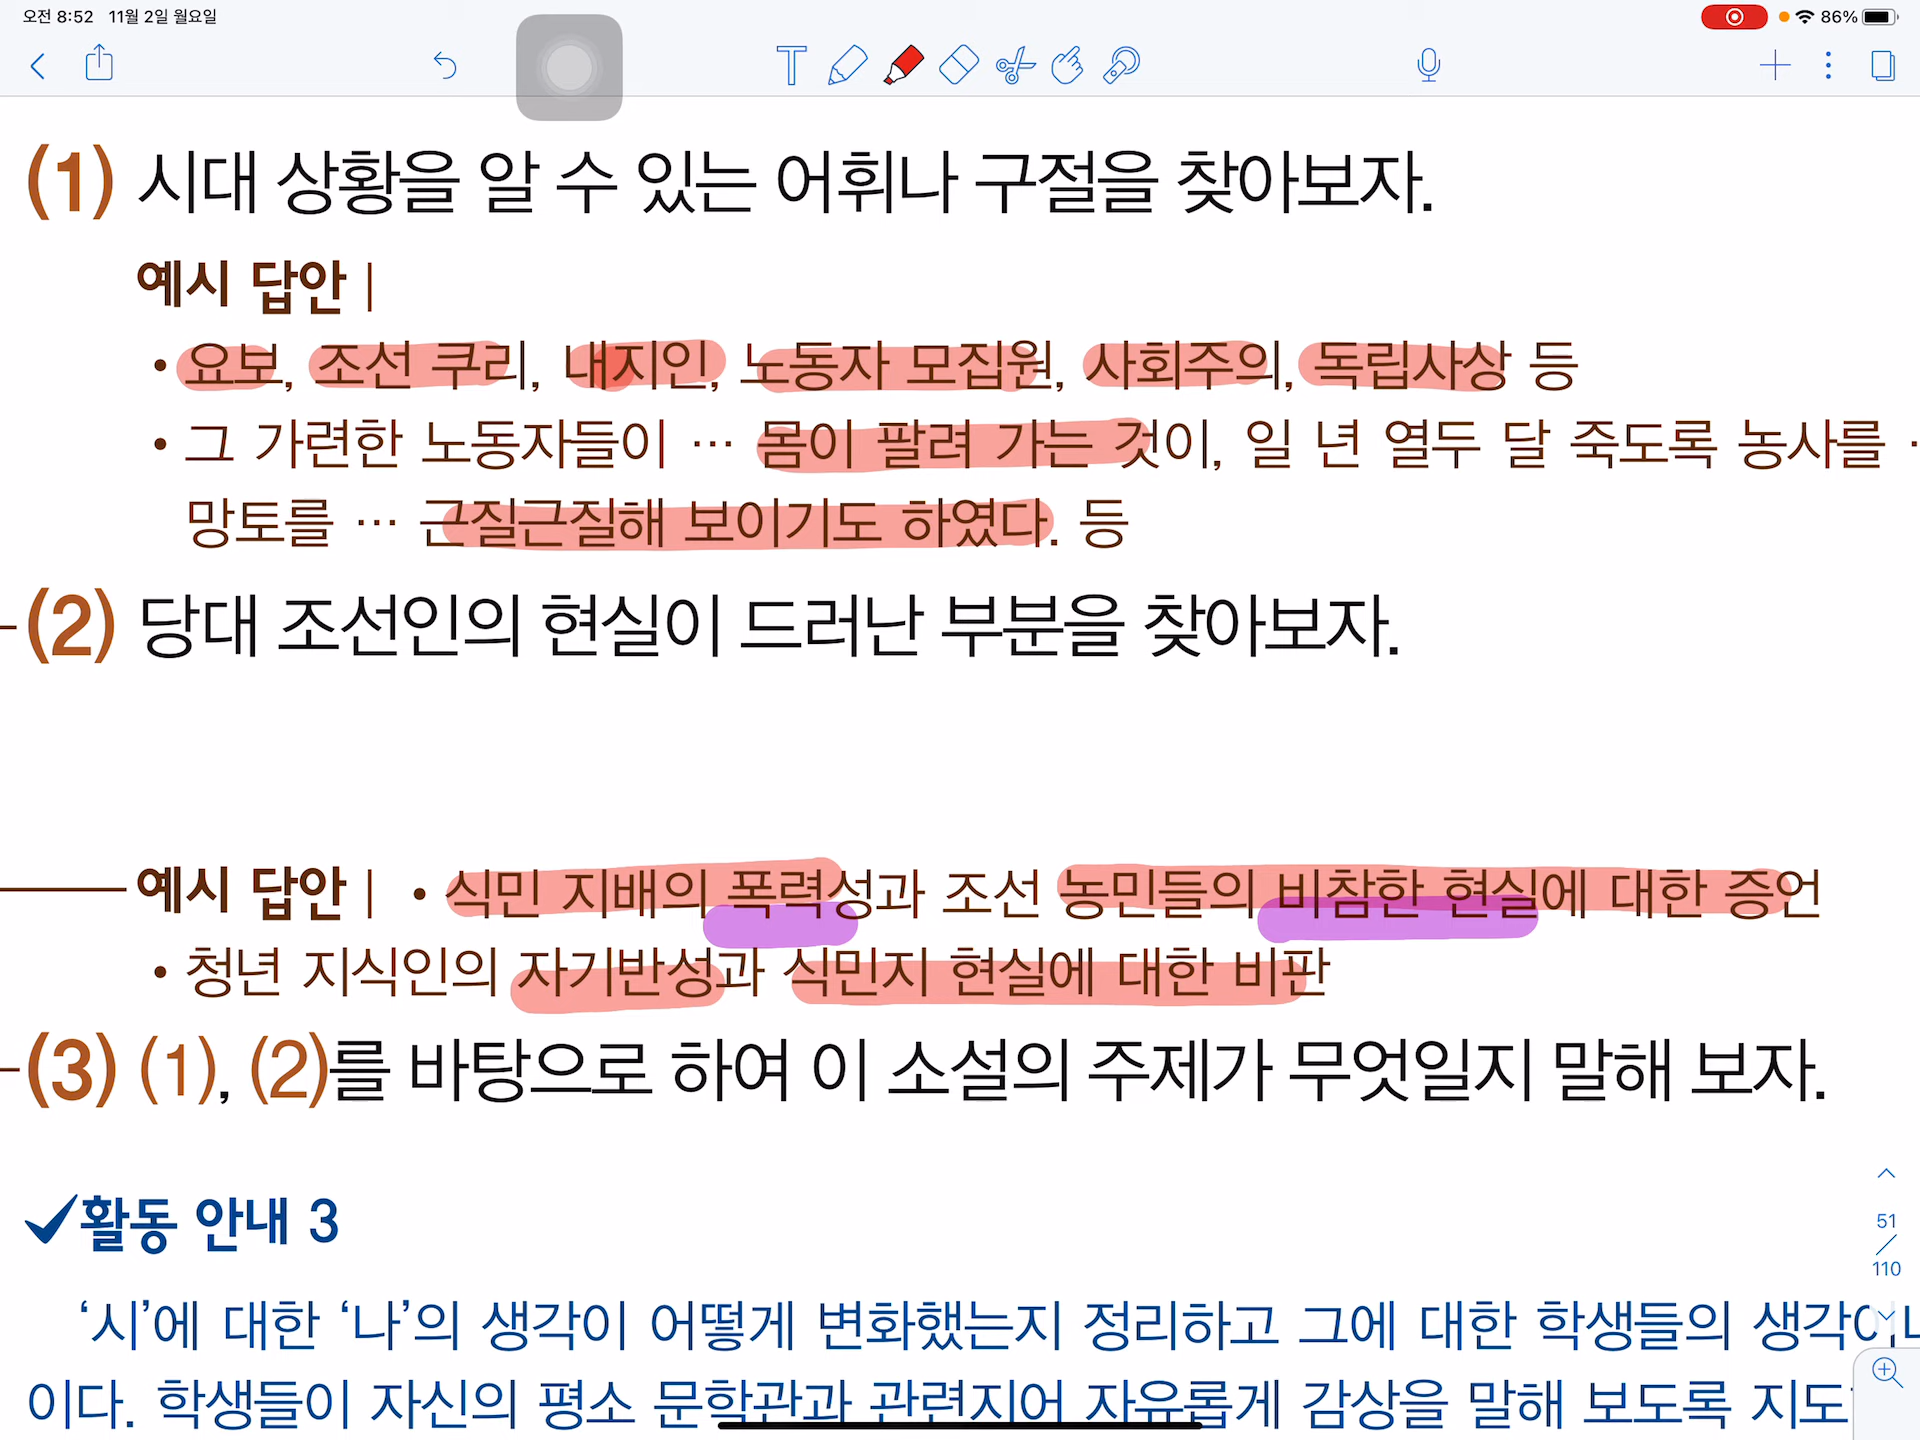 오전 8:52 11월 2일 월요일 86%
(1) 시대 상황을 알 수 있는 어휘나 구절을 찾아보자.
예시 답안 |
• 요보, 조선 쿠리, 내지인, 노동자 모집원, 사회주의, 독립사상 등
• 그 가련한 노동자들이 … 몸이 팔려 가는 것이, 일 년 열두 달 죽도록 농사를
망토를 … 근질근질해 보이기도 하였다. 등
(2) 당대 조선인의 현실이 드러난 부분을 찾아보자.
예시 답안 | • 식민 지배의 폭력성과 조선 농민들의 비참한 현실에 대한 증언
• 청년 지식인의 자기반성과 식민지 현실에 대한 비판
(3) (1), (2)를 바탕으로 하여 이 소설의 주제가 무엇일지 말해 보자.
✓활동 안내 3
51
/
110
‘시’에 대한 ‘나’의 생각이 어떻게 변화했는지 정리하고 그에 대한 학생들의 생각이
이다. 학생들이 자신의 평소 문학관과 관련지어 자유롭게 감상을 말해 보도록 지도